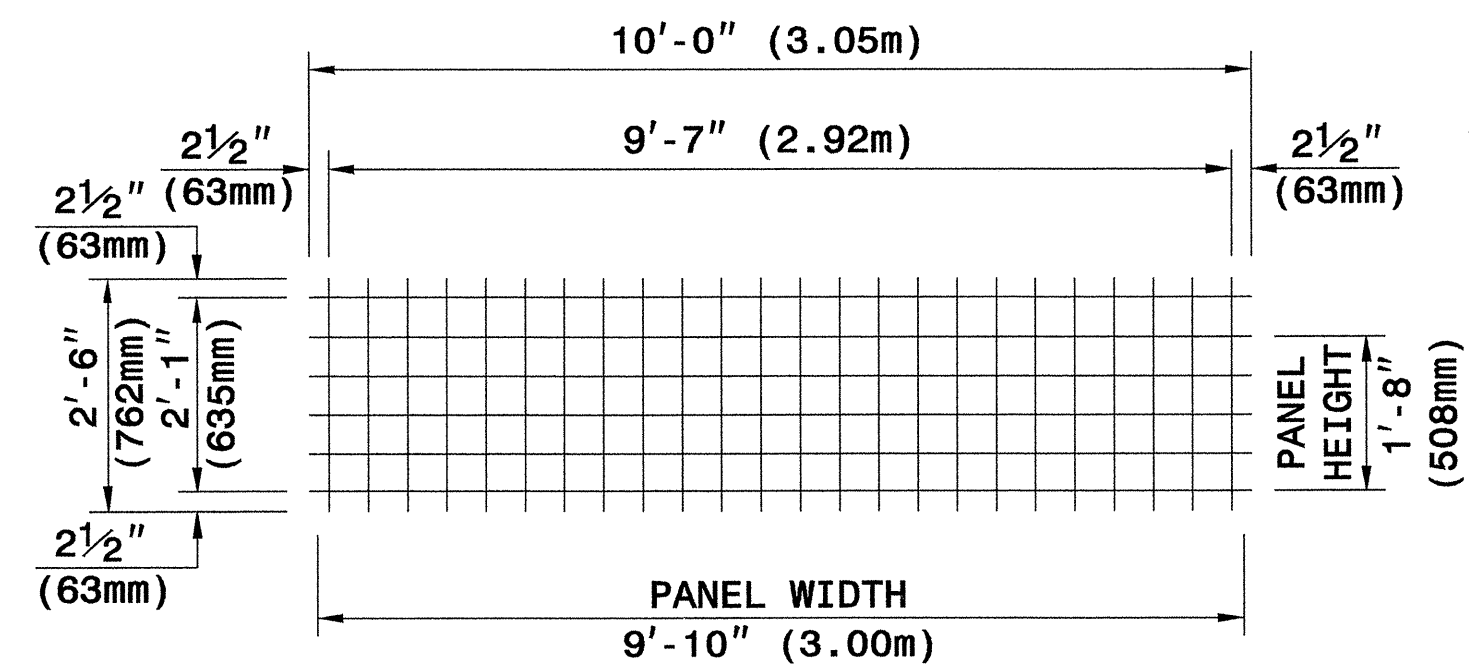 10'-0" (3.05m)
9'-7" (2.92m)
2½"
(63mm)
2½"
(63mm)
2½"
(63mm)
2'-6"
(762mm)
2'-1"
(635mm)
PANEL
HEIGHT
1'-8"
(508mm)
2½"
(63mm)
PANEL WIDTH
9'-10" (3.00m)